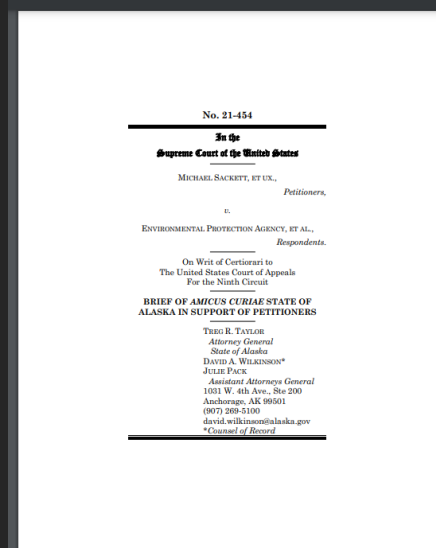 No. 21-454
In the
Supreme Court of the United States
MICHAEL SACKETT, ET UX.,
Petitioners,
v.
ENVIRONMENTAL PROTECTION AGENCY, ET AL.,
Respondents.
On Writ of Certiorari to
The United States Court of Appeals
For the Ninth Circuit
BRIEF OF AMICUS CURIAE STATE OF
ALASKA IN SUPPORT OF PETITIONERS
TREG R. TAYLOR
Attorney General
State of Alaska
DAVID A. WILKINSON*
JULIE PACK
Assistant Attorneys General
1031 W. 4th Ave., Ste 200
Anchorage, AK 99501
(907) 269-5100
david.wilkinson@alaska.gov
*Counsel of Record